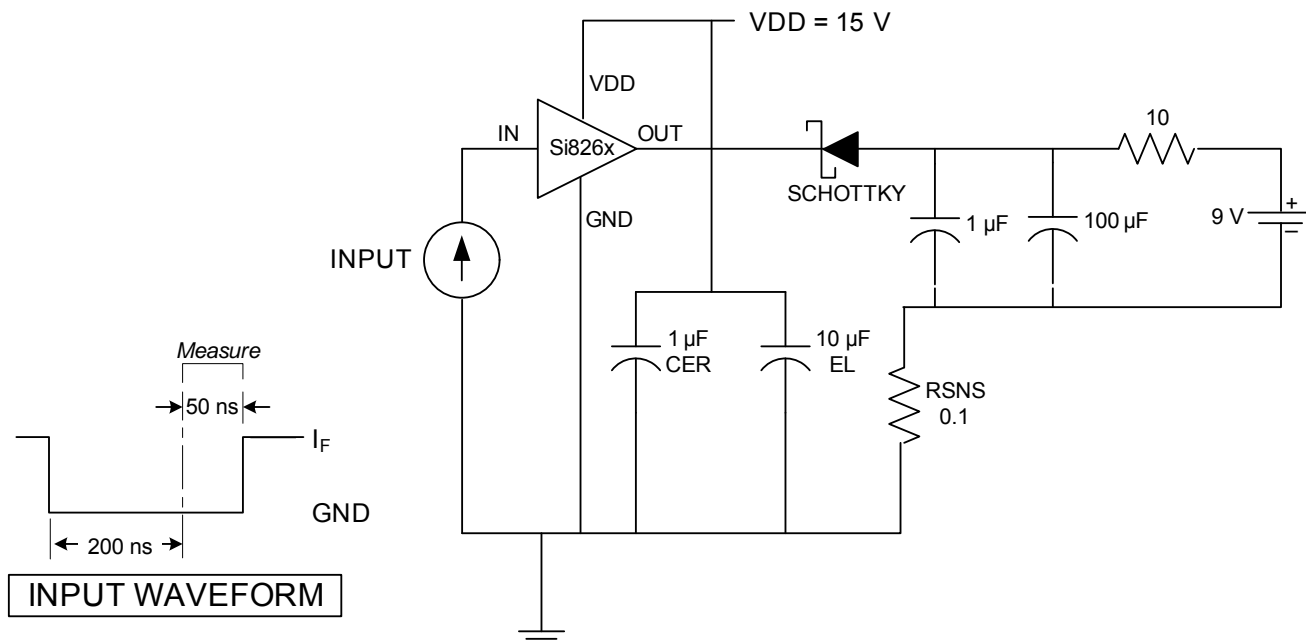 VDD = 15 V
VDD
10
IN
Si826x
OUT
SCHOTTKY
GND
1 µF
100 µF
9 V
+
–
INPUT
1 µF
CER
10 µF
EL
RSNS
0.1
Measure
50 ns
IF
GND
200 ns
INPUT WAVEFORM